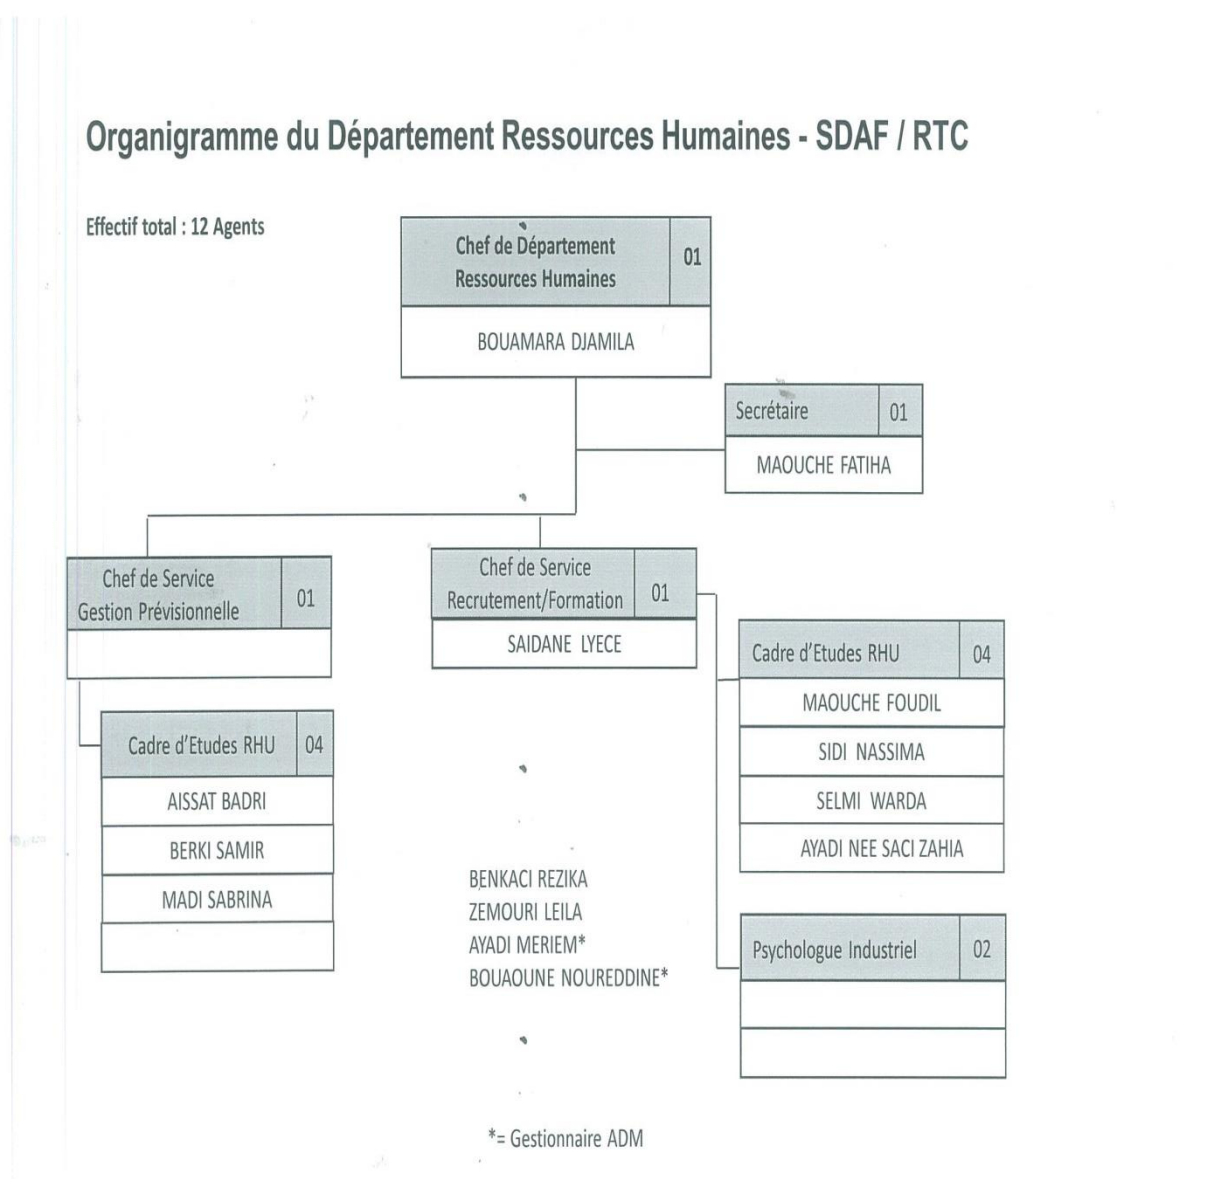 Organigramme du Département Ressources Humaines - SDAF / RTC
Effectif total : 12 Agents
Chef de Département
Ressources Humaines
01
BOUAMARA DJAMILA
Secrétaire
01
MAOUCHE FATIHA
Chef de Service
Gestion Prévisionnelle
01
Chef de Service
Recrutement/Formation
01
SAIDANE LYECE
Cadre d'Etudes RHU
04
AISSAT BADRI
BERKI SAMIR
MADI SABRINA
Cadre d'Etudes RHU
04
MAOUCHE FOUDIL
SIDI NASSIMA
SELMI WARDA
AYADI NEE SACI ZAHIA
BENKACI REZIKA
ZEMOURI LEILA
AYADI MERIEM*
BOUAOUNE NOUREDDINE*
Psychologue Industriel
02
*= Gestionnaire ADM